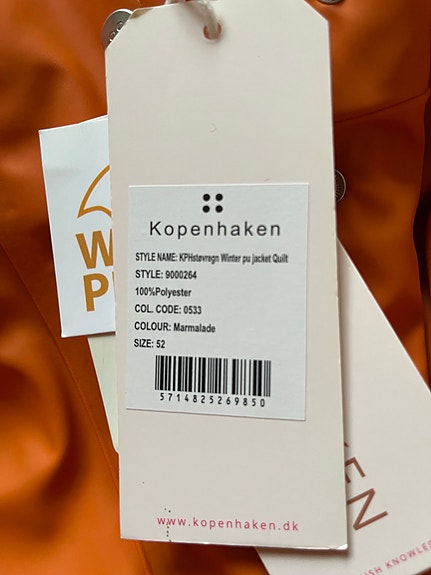 Kopenhaken
STYLE NAME: KPHstøvregn Winter pu jacket Quilt
STYLE: 9000264
100%Polyester
COL. CODE: 0533
COLOUR: Marmalade
SIZE: 52
5714825269850
www.kopenhaken.dk